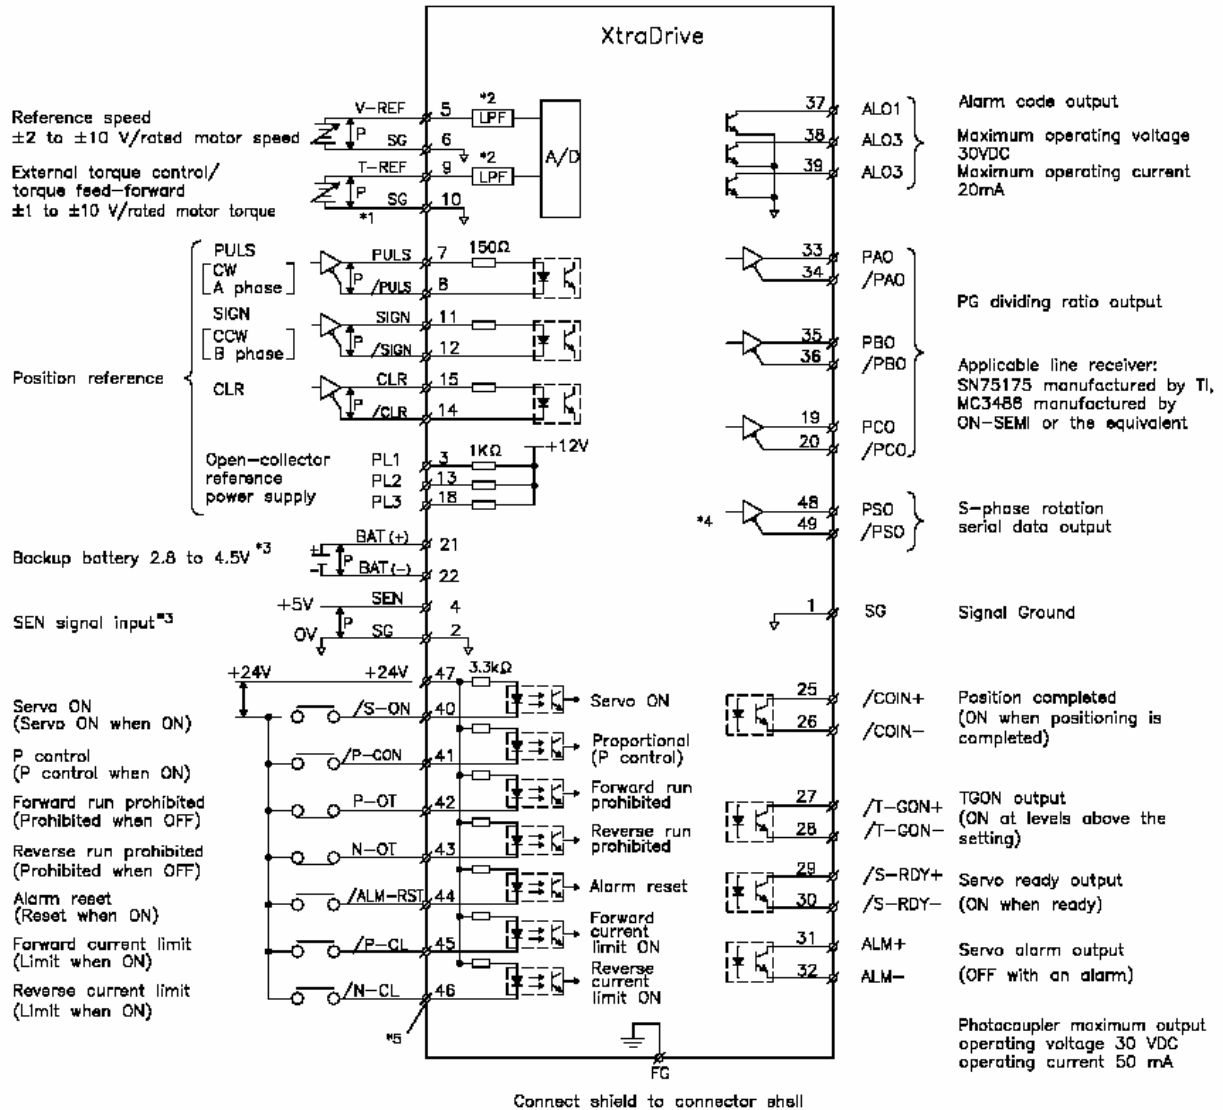 XtraDrive
Reference speed
±2 to ±10 V/rated motor speed
V-REF
P
SG
5
6
*2
LPF
External torque control/
torque feed-forward
±1 to ±10 V/rated motor torque
T-REF
P
SG
*1
9
10
*2
LPF
A/D
Position reference
PULS
CW
A phase
PULS
P
/PULS
7
8
150Ω
SIGN
CCW
B phase
SIGN
P
/SIGN
11
12
CLR
CLR
P
/CLR
15
14
Open-collector
reference
power supply
PL1
PL2
PL3
3
13
18
1KΩ
+12V
Backup battery 2.8 to 4.5V *3
BAT(+)
+
-
P
BAT(-)
21
22
SEN signal input*3
+5V
0V
SEN
P
SG
4
2
+24V
+24V
47
3.3kΩ
Servo ON
(Servo ON when ON)
/S-ON
40
Servo ON
P control
(P control when ON)
/P-CON
41
Proportional
(P control)
Forward run prohibited
(Prohibited when OFF)
P-OT
42
Forward run
prohibited
Reverse run prohibited
(Prohibited when OFF)
N-OT
43
Reverse run
prohibited
Alarm reset
(Reset when ON)
/ALM-RST
44
Alarm reset
Forward current limit
(Limit when ON)
/P-CL
45
Forward
current
limit ON
Reverse current limit
(Limit when ON)
/N-CL
46
Reverse
current
limit ON
*5
37
38
39
ALO1
ALO3
ALO3
Alarm code output
Maximum operating voltage
30VDC
Maximum operating current
20mA
33
34
PAO
/PAO
35
36
PBO
/PBO
19
20
PCO
/PCO
PG dividing ratio output
Applicable line receiver:
SN75175 manufactured by TI,
MC3486 manufactured by
ON-SEMI or the equivalent
*4
48
49
PSO
/PSO
S-phase rotation
serial data output
1
SG
Signal Ground
25
26
/COIN+
/COIN-
Position completed
(ON when positioning is
completed)
27
28
/T-GON+
/T-GON-
TGON output
(ON at levels above the
setting)
29
30
/S-RDY+
/S-RDY-
Servo ready output
(ON when ready)
31
32
ALM+
ALM-
Servo alarm output
(OFF with an alarm)
Photocoupler maximum output
operating voltage 30 VDC
operating current 50 mA
FG
Connect shield to connector shell